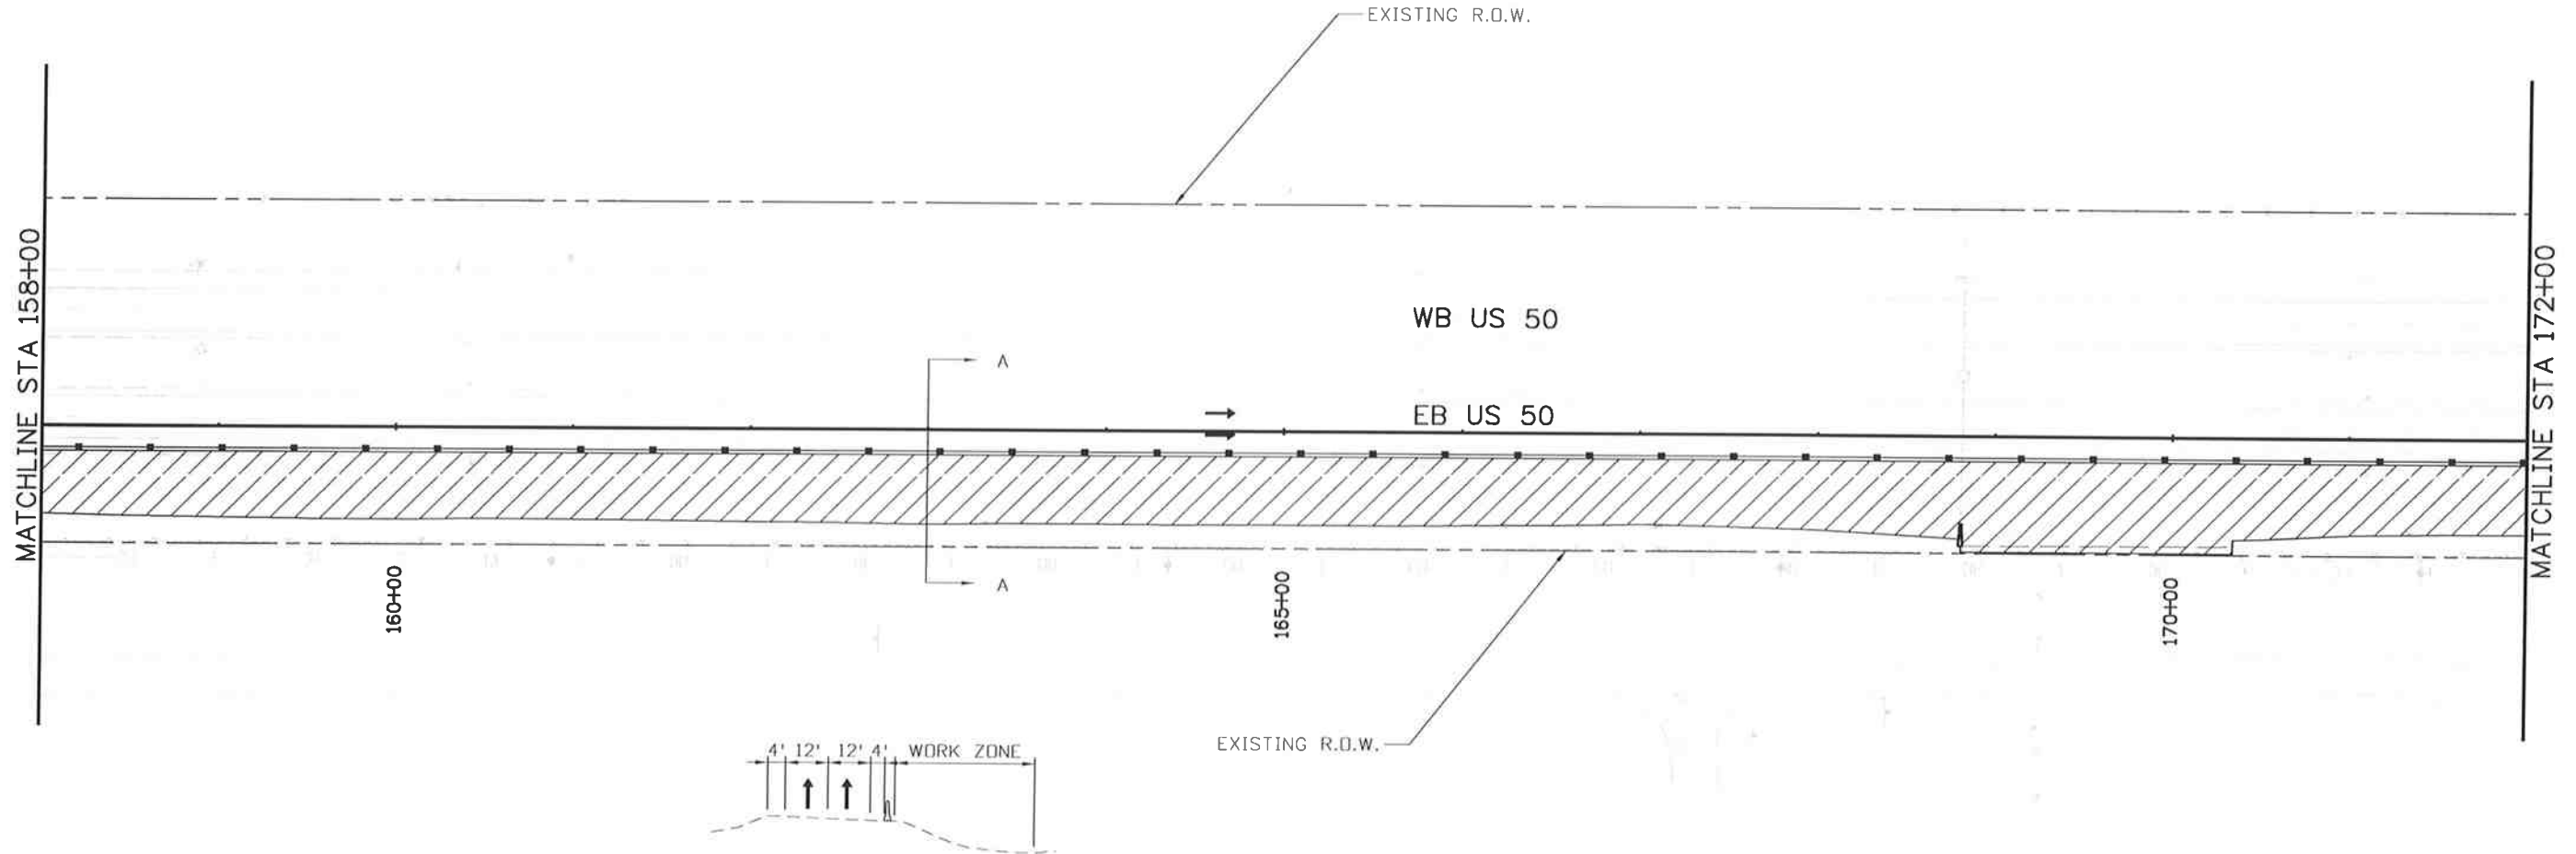 EXISTING R.O.W.
MATCHLINE STA 158+00
MATCHLINE STA 172+00
WB US 50
A
EB US 50
A
160+00
165+00
170+00
EXISTING R.O.W.
4' 12' 12' 4' WORK ZONE